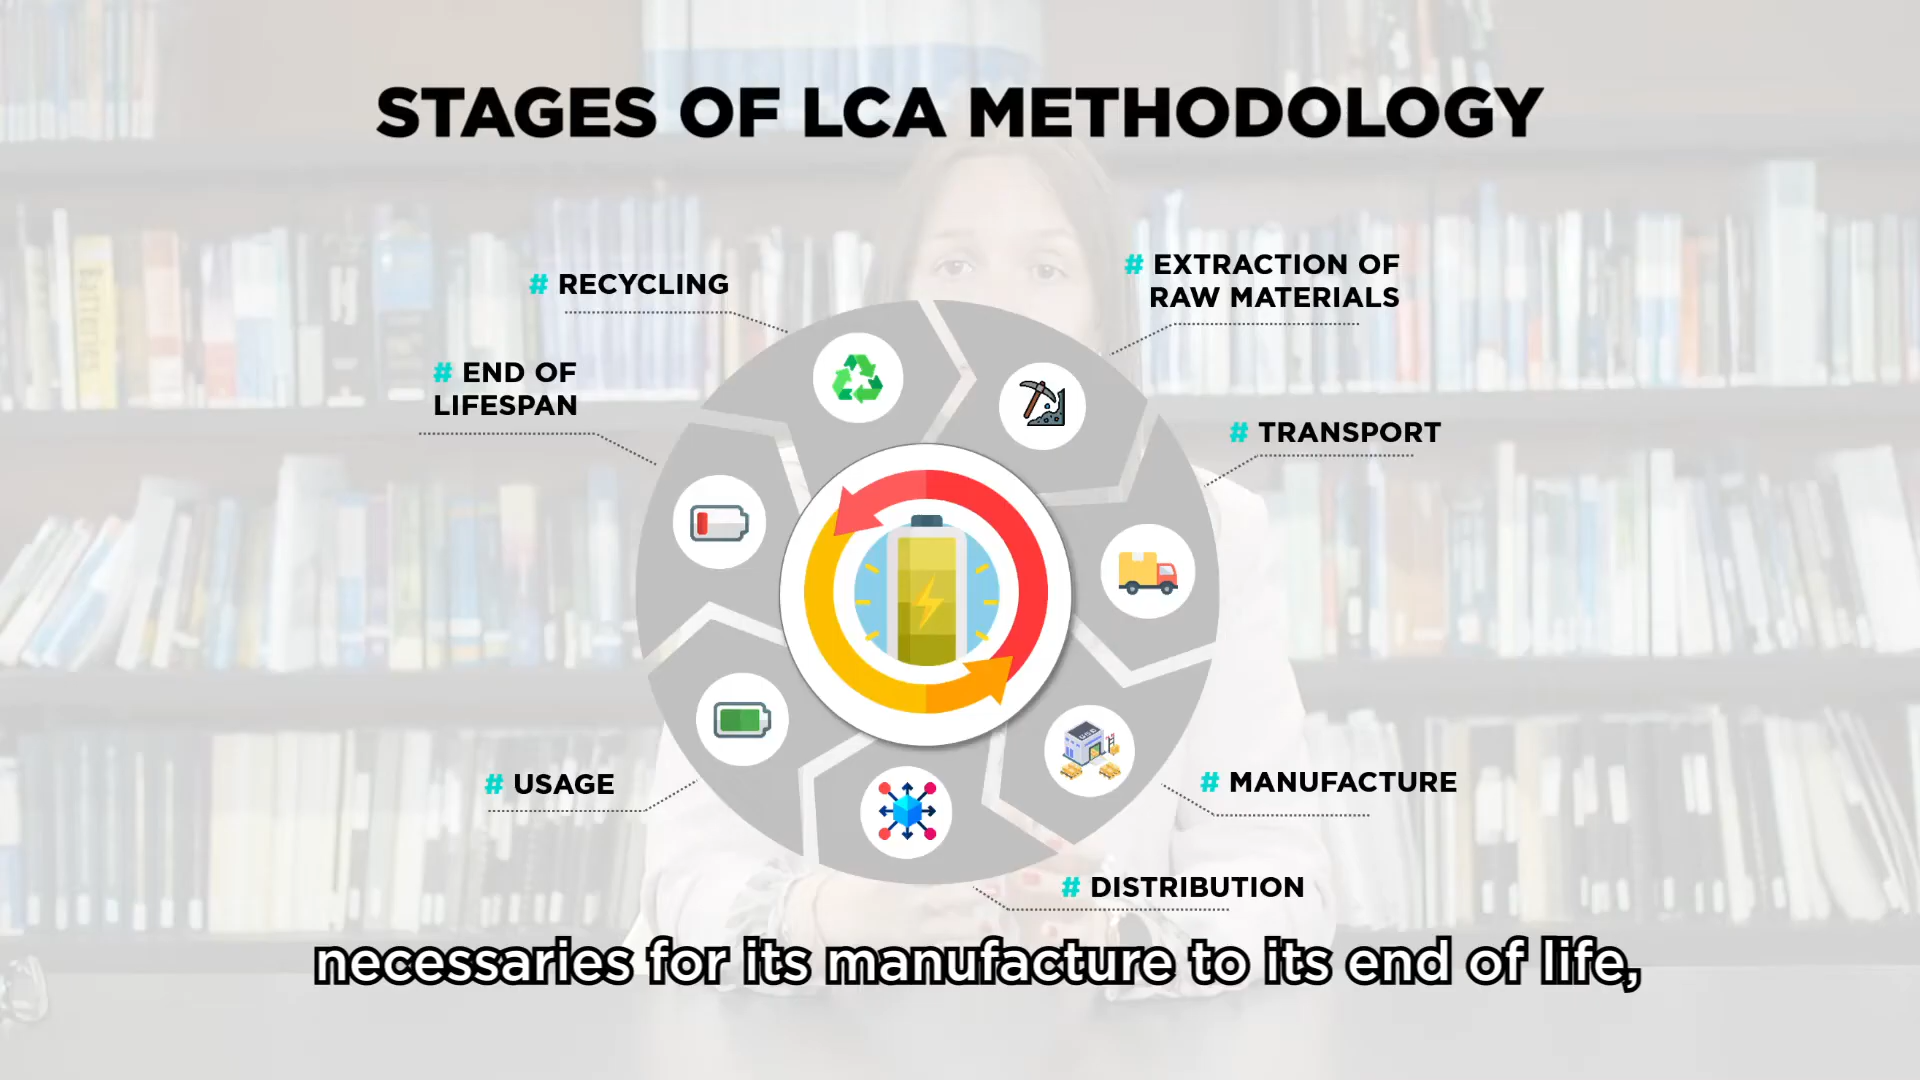 STAGES OF LCA METHODOLOGY
# RECYCLING
# EXTRACTION OF
RAW MATERIALS
# END OF
LIFESPAN
# TRANSPORT
# USAGE
# MANUFACTURE
# DISTRIBUTION
necessaries for its manufacture to its end of life,